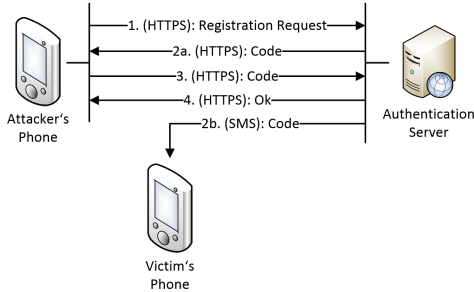 1. (HTTPS): Registration Request
2a. (HTTPS): Code
3. (HTTPS): Code
4. (HTTPS): Ok
2b. (SMS): Code
Attacker's
Phone
Authentication
Server
Victim's
Phone